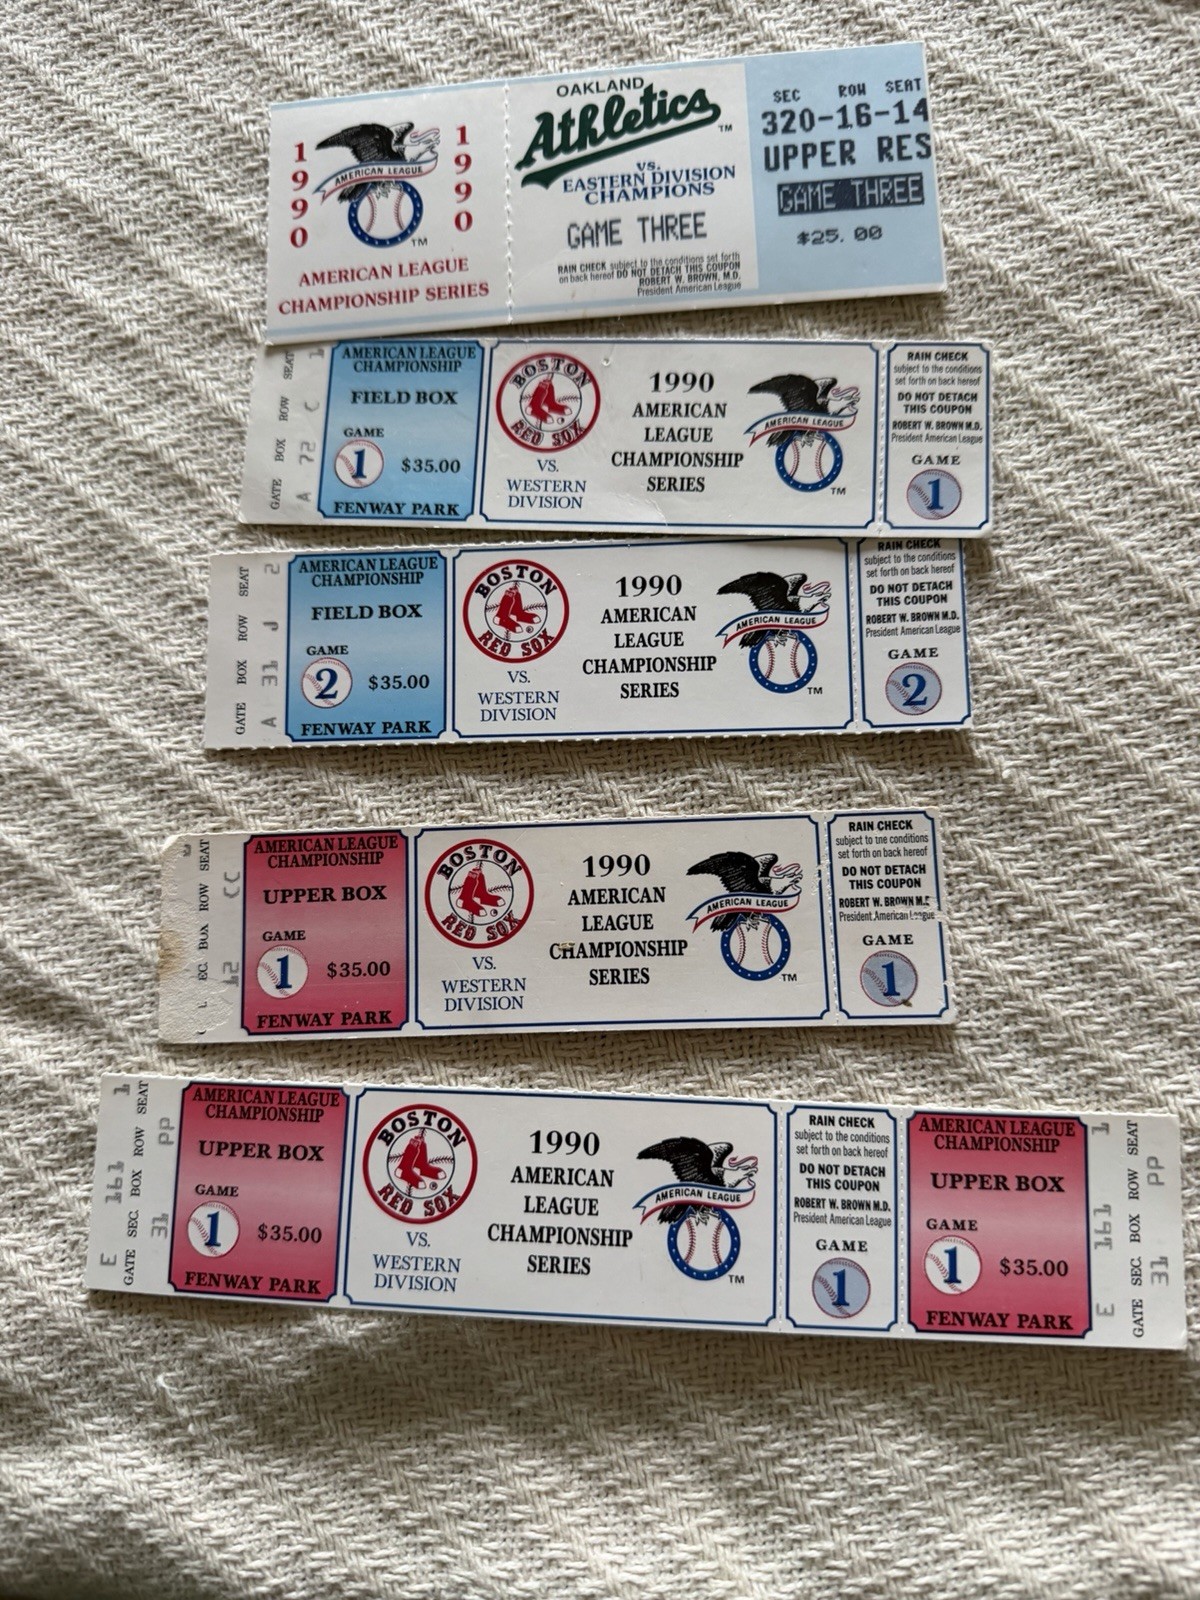 1990
AMERICAN LEAGUE
TM
1990
AMERICAN LEAGUE
CHAMPIONSHIP SERIES
OAKLAND
Athletics
TM
VS.
EASTERN DIVISION
CHAMPIONS
GAME THREE
RAIN CHECK subject to the conditions set forth
on back hereof DO NOT DETACH THIS COUPON
ROBERT W. BROWN, M.D.
President American League
SEC ROW SEAT
320-16-14
UPPER RES
GAME THREE
$25.00
GATE BOX ROW SEAT
A 72 C 1
AMERICAN LEAGUE
CHAMPIONSHIP
FIELD BOX
GAME
1 $35.00
FENWAY PARK
BOSTON
RED SOX
VS.
WESTERN
DIVISION
1990
AMERICAN
LEAGUE
CHAMPIONSHIP
SERIES
AMERICAN LEAGUE
TM
RAIN CHECK
subject to the conditions
set forth on back hereof
DO NOT DETACH
THIS COUPON
ROBERT W. BROWN M.D.
President American League
GAME
1
GATE BOX ROW SEAT
A 31 J 2
AMERICAN LEAGUE
CHAMPIONSHIP
FIELD BOX
GAME
2 $35.00
FENWAY PARK
BOSTON
RED SOX
VS.
WESTERN
DIVISION
1990
AMERICAN
LEAGUE
CHAMPIONSHIP
SERIES
AMERICAN LEAGUE
TM
RAIN CHECK
subject to the conditions
set forth on back hereof
DO NOT DETACH
THIS COUPON
ROBERT W. BROWN M.D.
President American League
GAME
2
BOX ROW SEAT
CC
AMERICAN LEAGUE
CHAMPIONSHIP
UPPER BOX
GAME
1 $35.00
FENWAY PARK
BOSTON
RED SOX
VS.
WESTERN
DIVISION
1990
AMERICAN
LEAGUE
CHAMPIONSHIP
SERIES
AMERICAN LEAGUE
TM
RAIN CHECK
subject to the conditions
set forth on back hereof
DO NOT DETACH
THIS COUPON
ROBERT W. BROWN
President American League
GAME
1
E 161 1
GATE SEC. BOX ROW SEAT
31 PP
AMERICAN LEAGUE
CHAMPIONSHIP
UPPER BOX
GAME
1 $35.00
FENWAY PARK
BOSTON
RED SOX
VS.
WESTERN
DIVISION
1990
AMERICAN
LEAGUE
CHAMPIONSHIP
SERIES
AMERICAN LEAGUE
TM
RAIN CHECK
subject to the conditions
set forth on back hereof
DO NOT DETACH
THIS COUPON
ROBERT W. BROWN M.D.
President American League
GAME
1
AMERICAN LEAGUE
CHAMPIONSHIP
UPPER BOX
GAME
1 $35.00
FENWAY PARK
E 161 1
GATE SEC. BOX ROW SEAT
31 PP